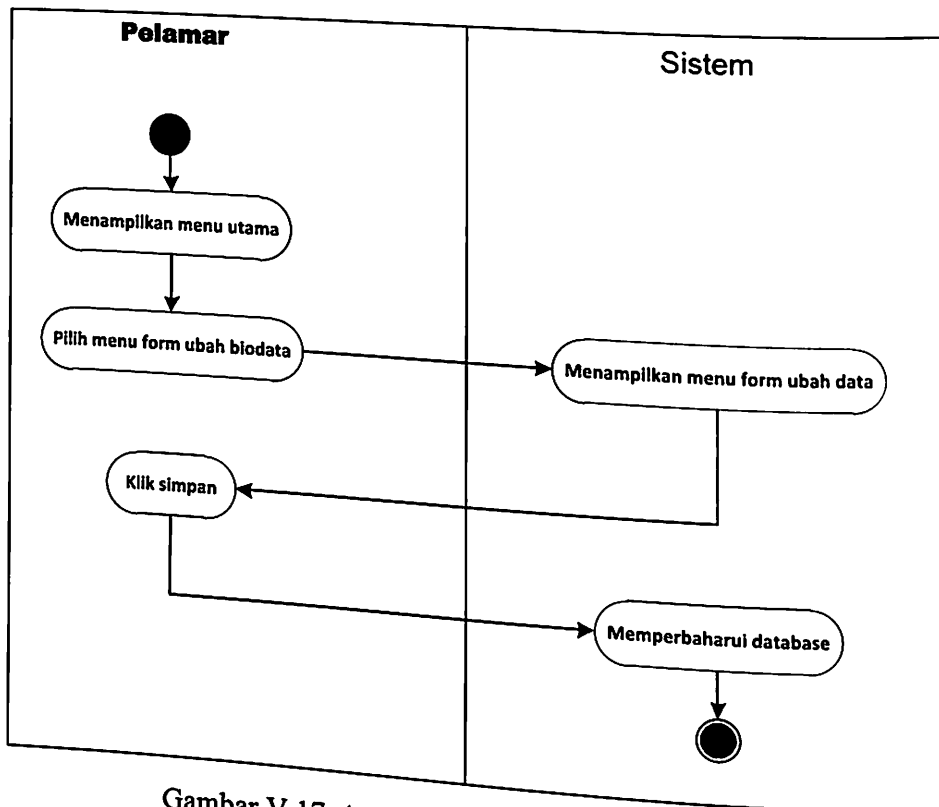 Pelamar
Sistem
Menampilkan menu utama
Pilih menu form ubah biodata
Menampilkan menu form ubah data
Klik simpan
Memperbaharui database
Gambar V-17